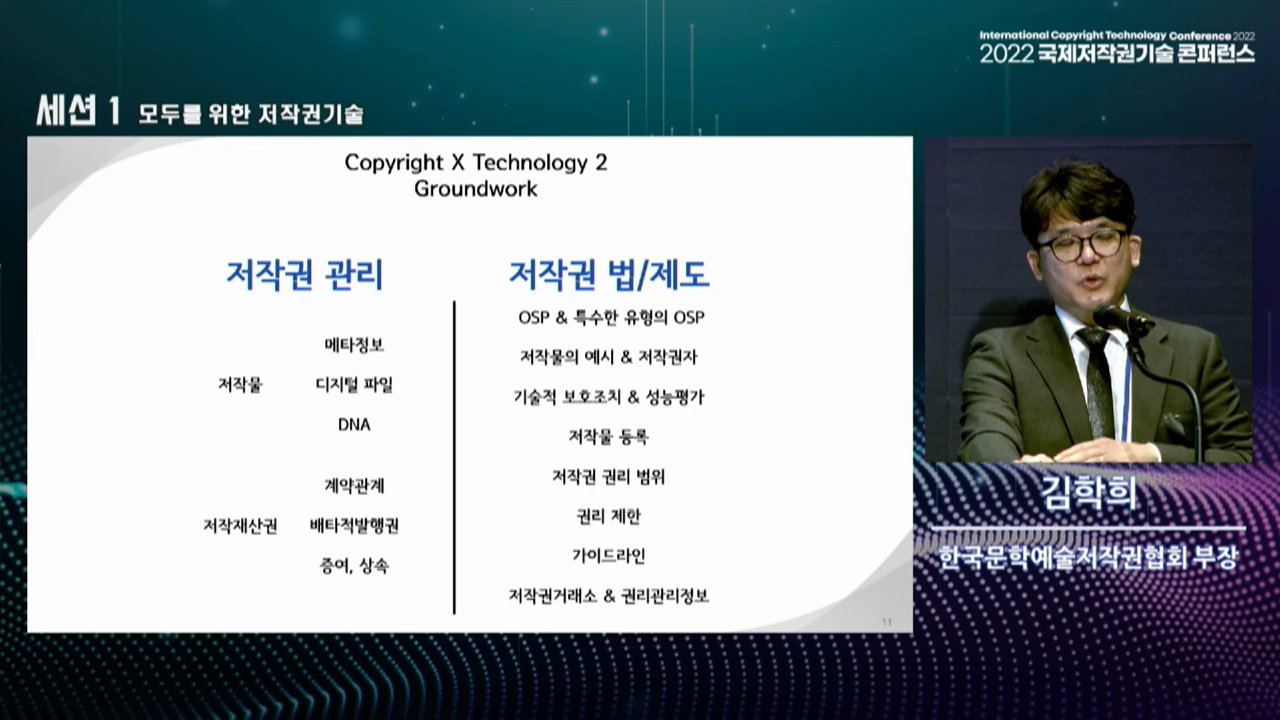 International Copyright Technology Conference 2022
2022 국제저작권기술 콘퍼런스
세션 1 모두를 위한 저작권기술
Copyright X Technology 2
Groundwork
저작권 관리
메타정보
저작물 디지털 파일
DNA
계약관계
저작재산권 배타적발행권
증여, 상속
저작권 법/제도
OSP & 특수한 유형의 OSP
저작물의 예시 & 저작권자
기술적 보호조치 & 성능평가
저작물 등록
저작권 권리 범위
권리 제한
가이드라인
저작권거래소 & 권리관리정보
11
김학희
한국문학예술저작권협회 부장